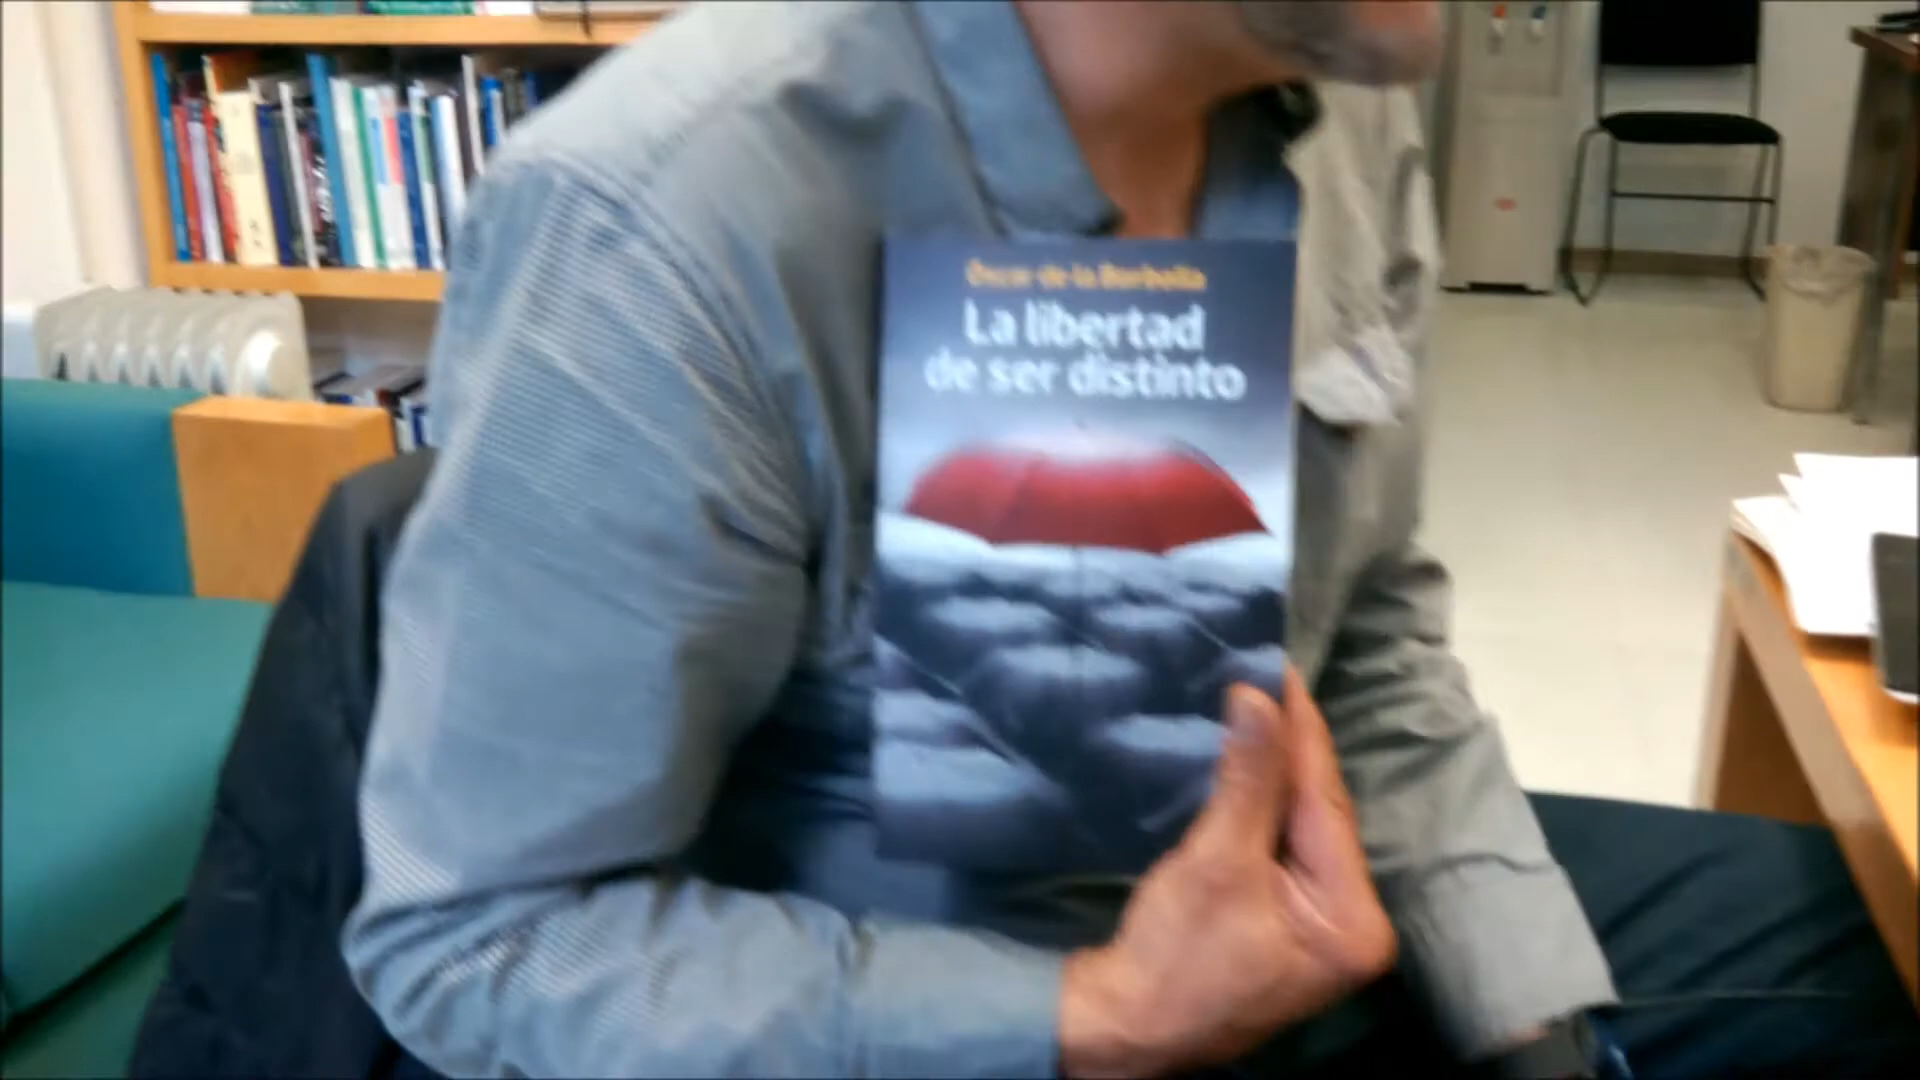 Óscar de la Borbolla
La libertad
de ser distinto